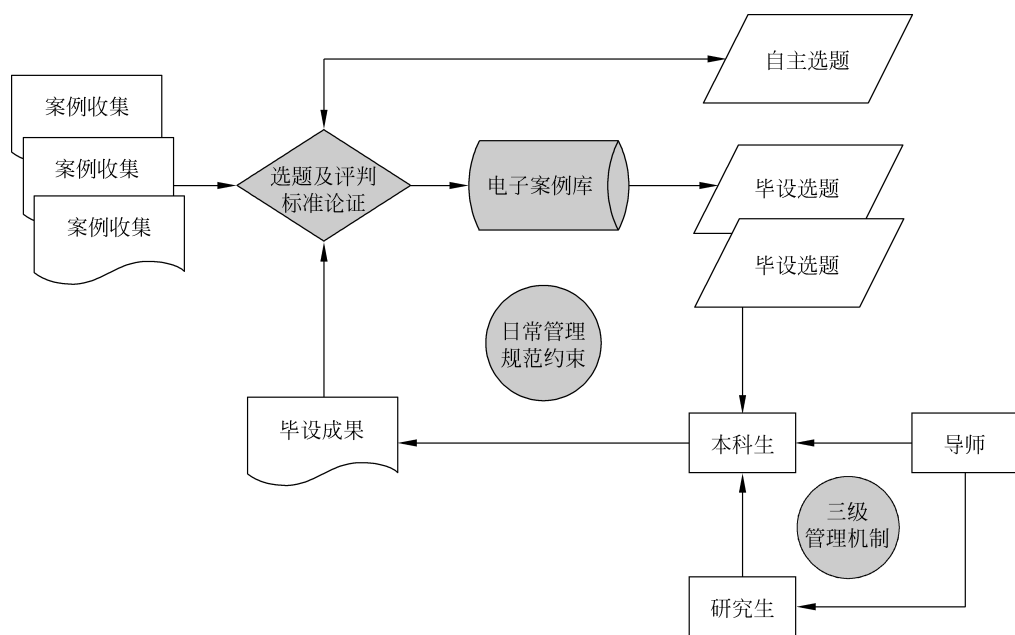 自主选题
案例收集
案例收集
案例收集
选题及评判
标准论证
电子案例库
毕设选题
毕设选题
日常管理
规范约束
毕设成果
本科生
导师
三级
管理机制
研究生